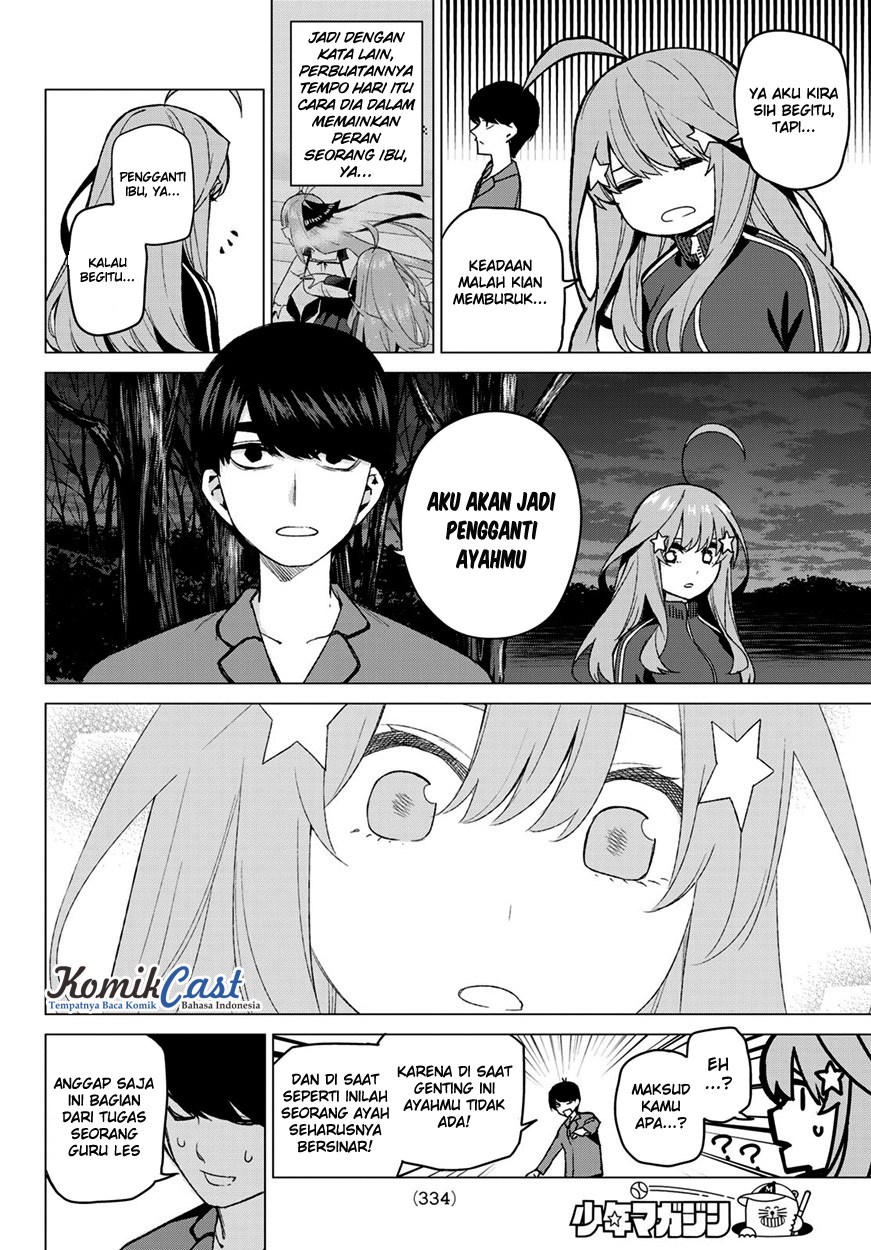 YA AKU KIRA
SIH BEGITU,
TAPI...
KEADAAN
MALAH KIAN
MEMBURUK...
JADI DENGAN
KATA LAIN,
PERBUATANNYA
TEMPO HARI ITU
CARA DIA DALAM
MEMAINKAN
PERAN
SEORANG IBU,
YA...
PENGGANTI
IBU, YA...
KALAU
BEGITU...
AKU AKAN JADI
PENGGANTI
AYAHMU
KomikCast
Tempatnya Baca Komik Bahasa Indonesia
EH
...?
MAKSUD
KAMU
APA...?
??
KARENA DI SAAT
GENTING INI
AYAHMU TIDAK
ADA!
DAN DI SAAT
SEPERTI INILAH
SEORANG AYAH
SEHARUSNYA
BERSINAR!
ANGGAP SAJA
INI BAGIAN
DARI TUGAS
SEORANG
GURU LES
(334)
少年マガジン
M